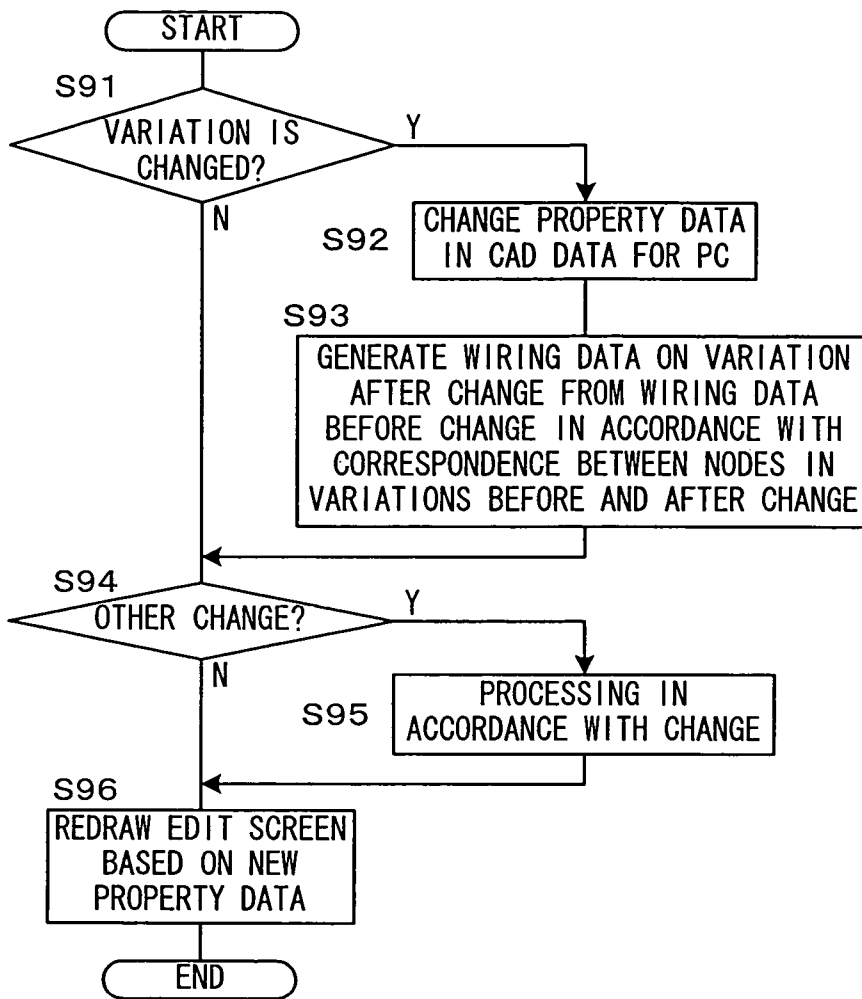 START
S91
VARIATION IS
CHANGED?
Y
N
S92
CHANGE PROPERTY DATA
IN CAD DATA FOR PC
S93
GENERATE WIRING DATA ON VARIATION
AFTER CHANGE FROM WIRING DATA
BEFORE CHANGE IN ACCORDANCE WITH
CORRESPONDENCE BETWEEN NODES IN
VARIATIONS BEFORE AND AFTER CHANGE
S94
OTHER CHANGE?
Y
N
S95
PROCESSING IN
ACCORDANCE WITH CHANGE
S96
REDRAW EDIT SCREEN
BASED ON NEW
PROPERTY DATA
END